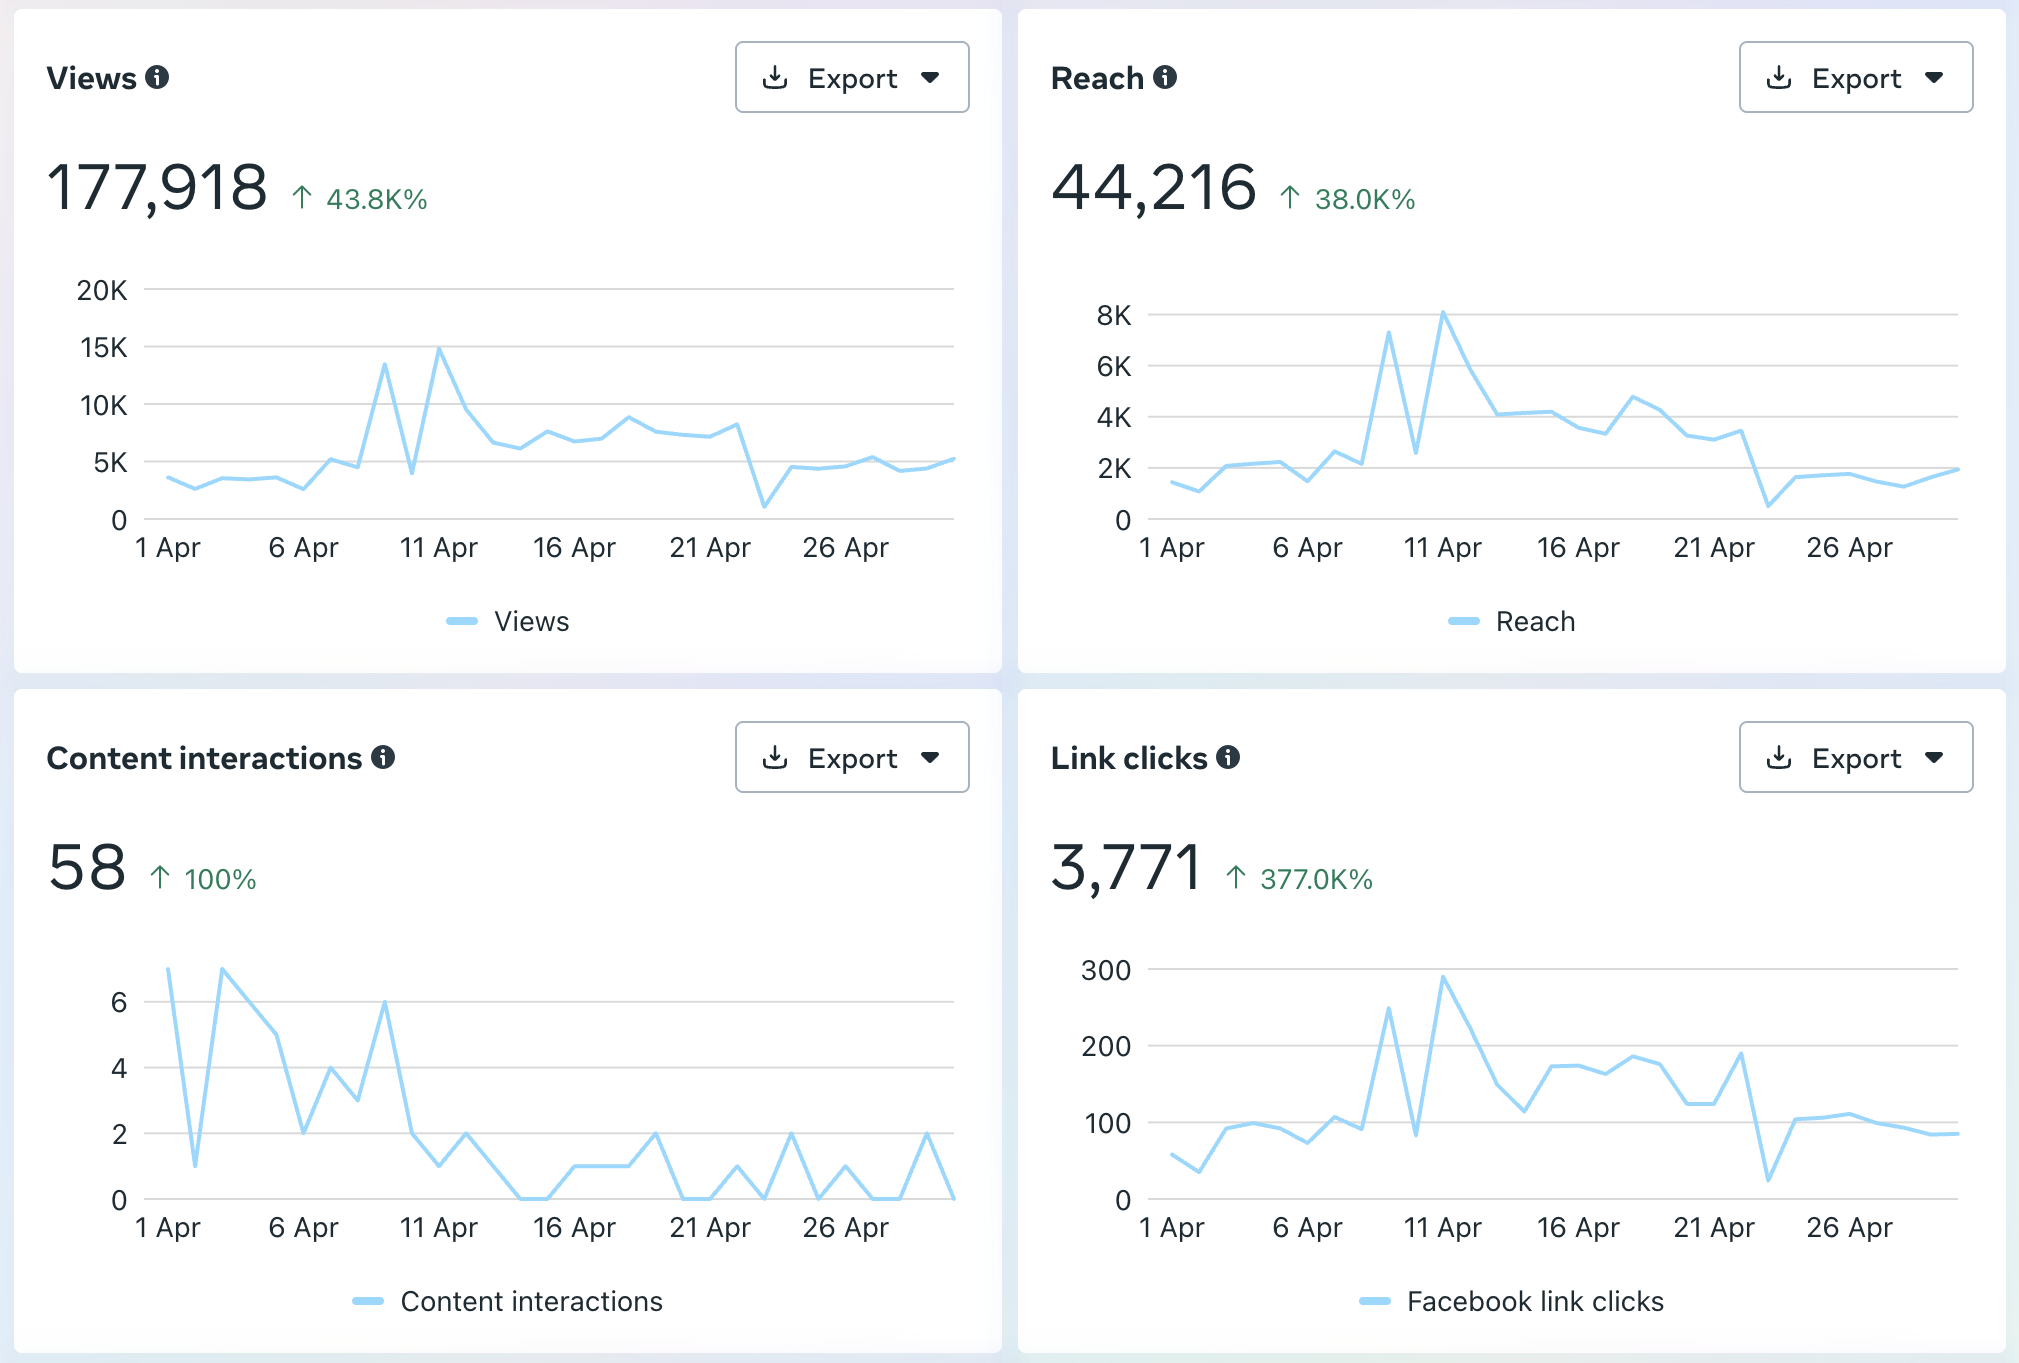 Views
Export
177,918 ↑ 43.8K%
20K
15K
10K
5K
0
1 Apr 6 Apr 11 Apr 16 Apr 21 Apr 26 Apr
Views
Reach
Export
44,216 ↑ 38.0K%
8K
6K
4K
2K
0
1 Apr 6 Apr 11 Apr 16 Apr 21 Apr 26 Apr
Reach
Content interactions
Export
58 ↑ 100%
6
4
2
0
1 Apr 6 Apr 11 Apr 16 Apr 21 Apr 26 Apr
Content interactions
Link clicks
Export
3,771 ↑ 377.0K%
300
200
100
0
1 Apr 6 Apr 11 Apr 16 Apr 21 Apr 26 Apr
Facebook link clicks